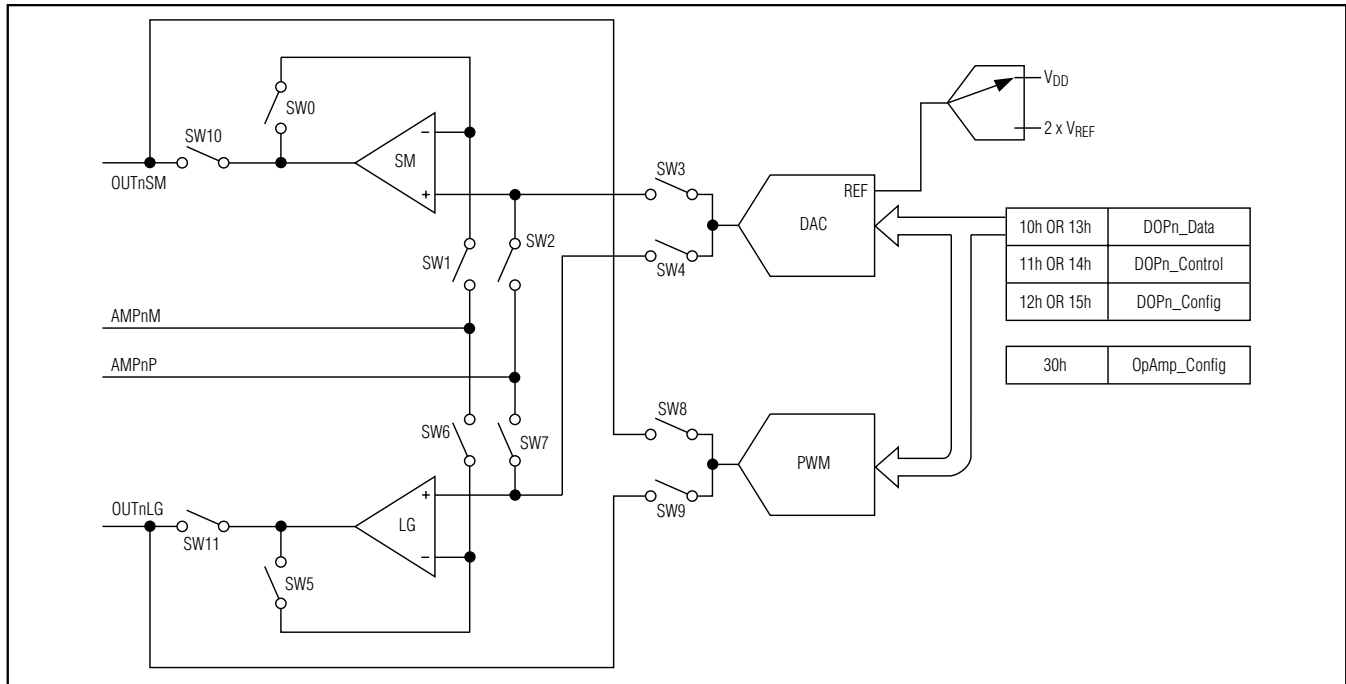 VDD
2 x VREF
SW0
SW10
OUTnSM
−
SM
+
SW3
REF
DAC
SW4
SW1
SW2
10h OR 13h DOPn_Data
11h OR 14h DOPn_Control
12h OR 15h DOPn_Config
30h OpAmp_Config
AMPnM
AMPnP
SW6
SW7
SW8
PWM
SW9
OUTnLG
SW11
+
LG
−
SW5